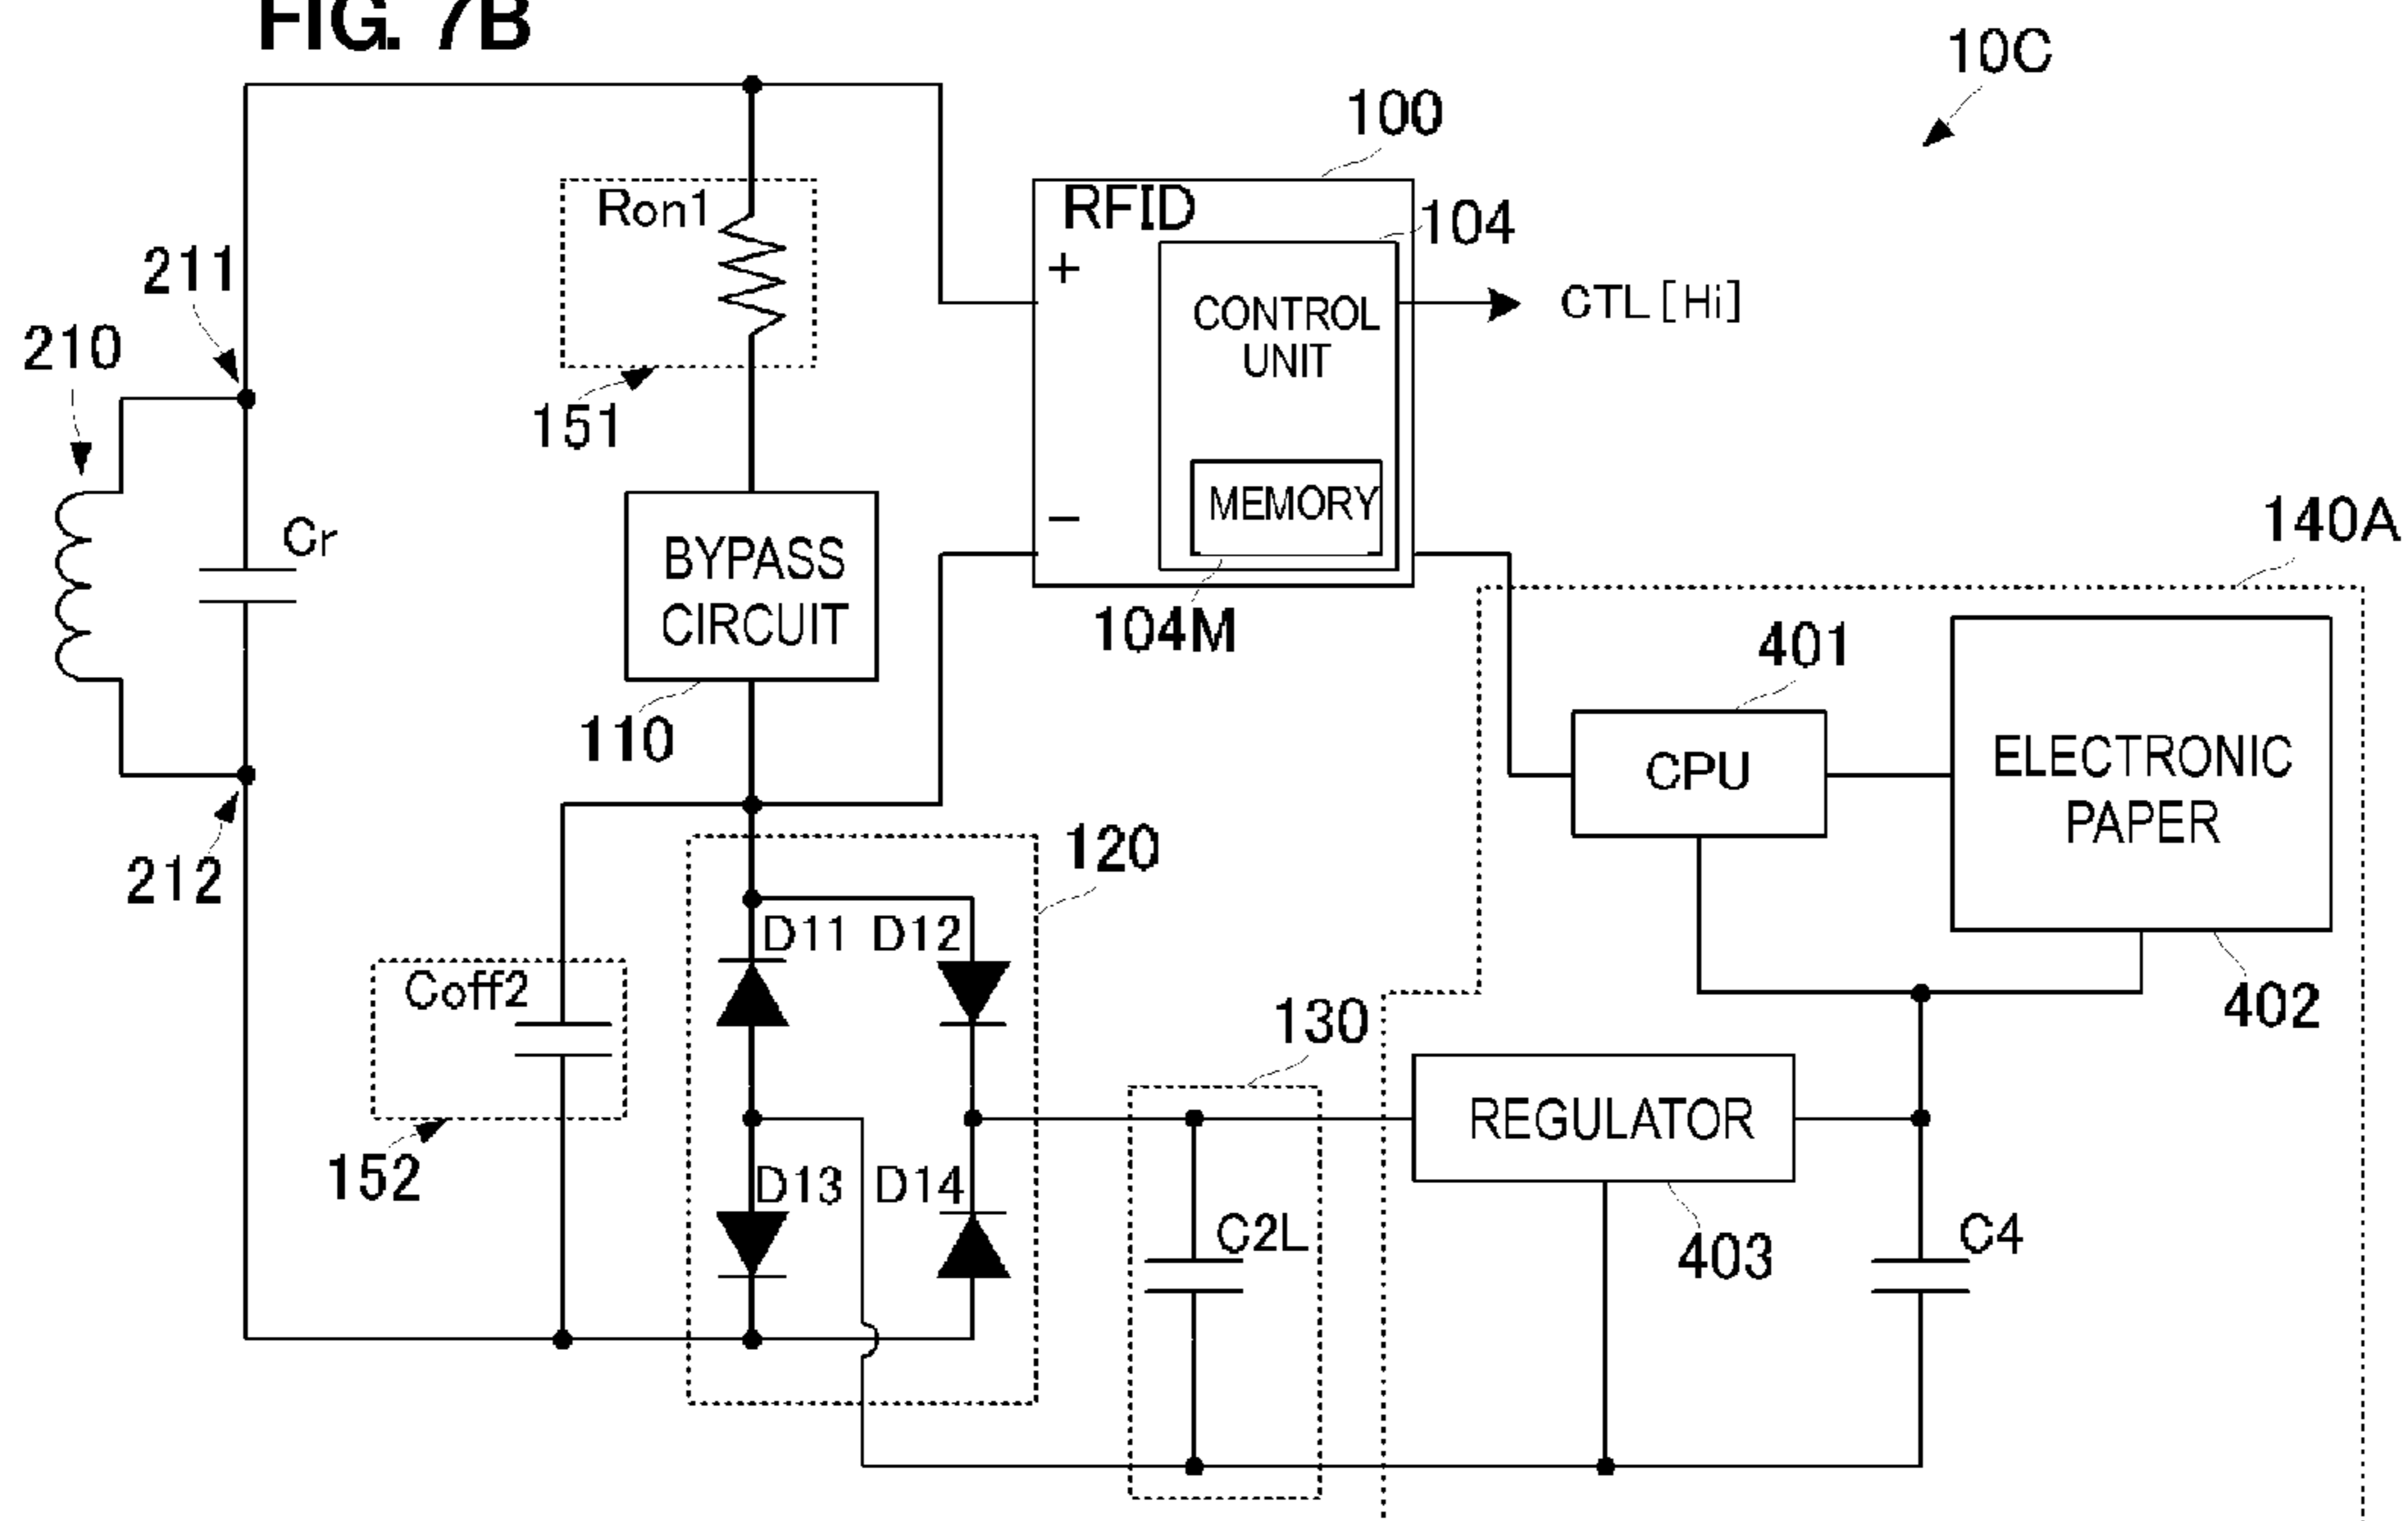 FIG. 7B
10C
100
RFID
104
Ron1
+
211
CONTROL
UNIT
CTL [Hi]
210
151
MEMORY
−
140A
Cr
BYPASS
CIRCUIT
104M
401
110
CPU
ELECTRONIC
PAPER
212
120
D11 D12
Coff2
130
402
REGULATOR
152
D13 D14
C2L
403
C4